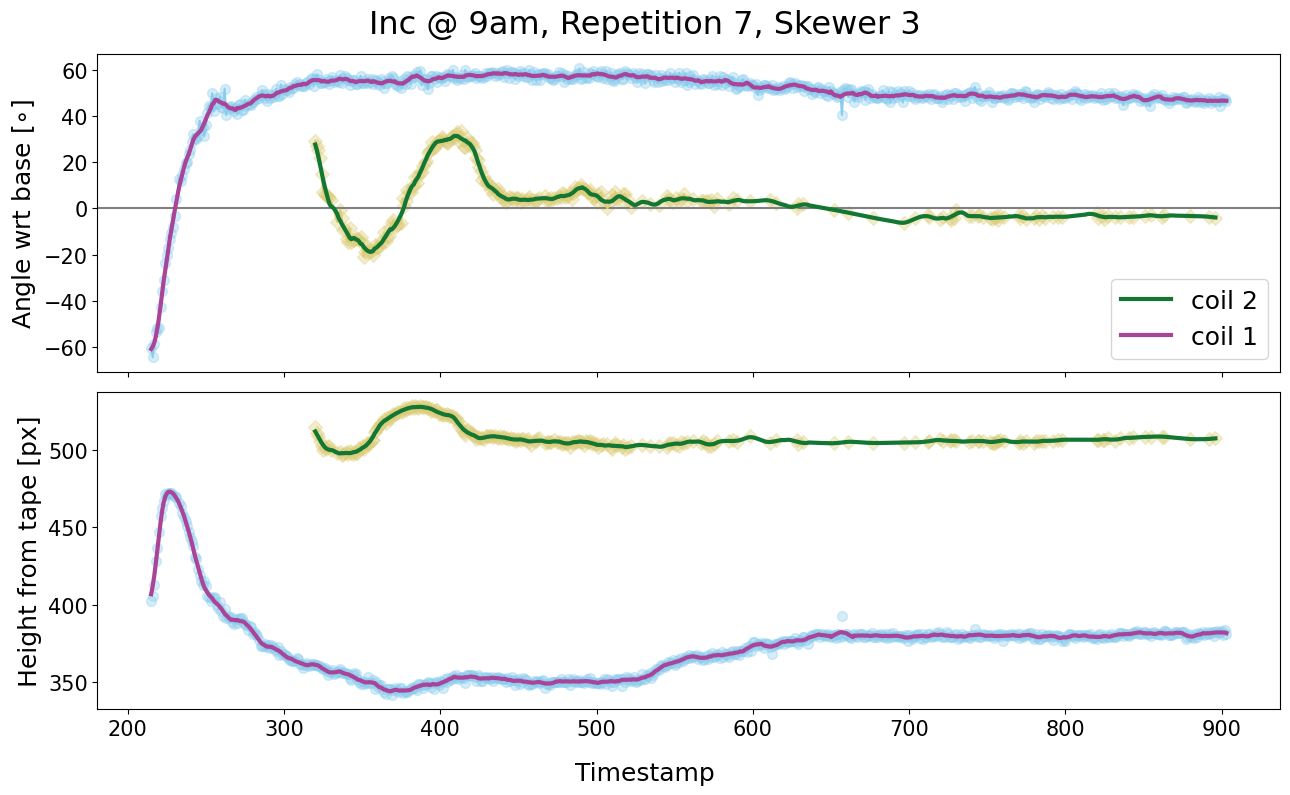 Inc @ 9am, Repetition 7, Skewer 3
Angle wrt base [∘]
60
40
20
0
−20
−40
−60
coil 2
coil 1
Height from tape [px]
500
450
400
350
200 300 400 500 600 700 800 900
Timestamp